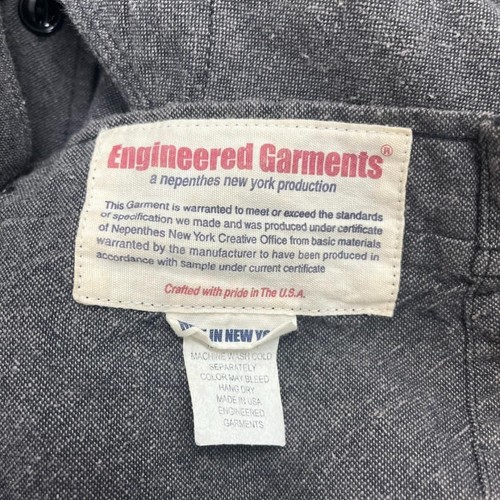 Engineered Garments®
a nepenthes new york production
This Garment is warranted to meet or exceed the standards
or specification we made and was produced under certificate
of Nepenthes New York Creative Office from basic materials
warranted by the manufacturer to have been produced in
accordance with sample under current certificate
Crafted with pride in The U.S.A.
IN NEW YO
MACHINE WASH COLD
SEPARATELY
COLOR MAY BLEED
HANG DRY
MADE IN USA
ENGINEERED
GARMENTS